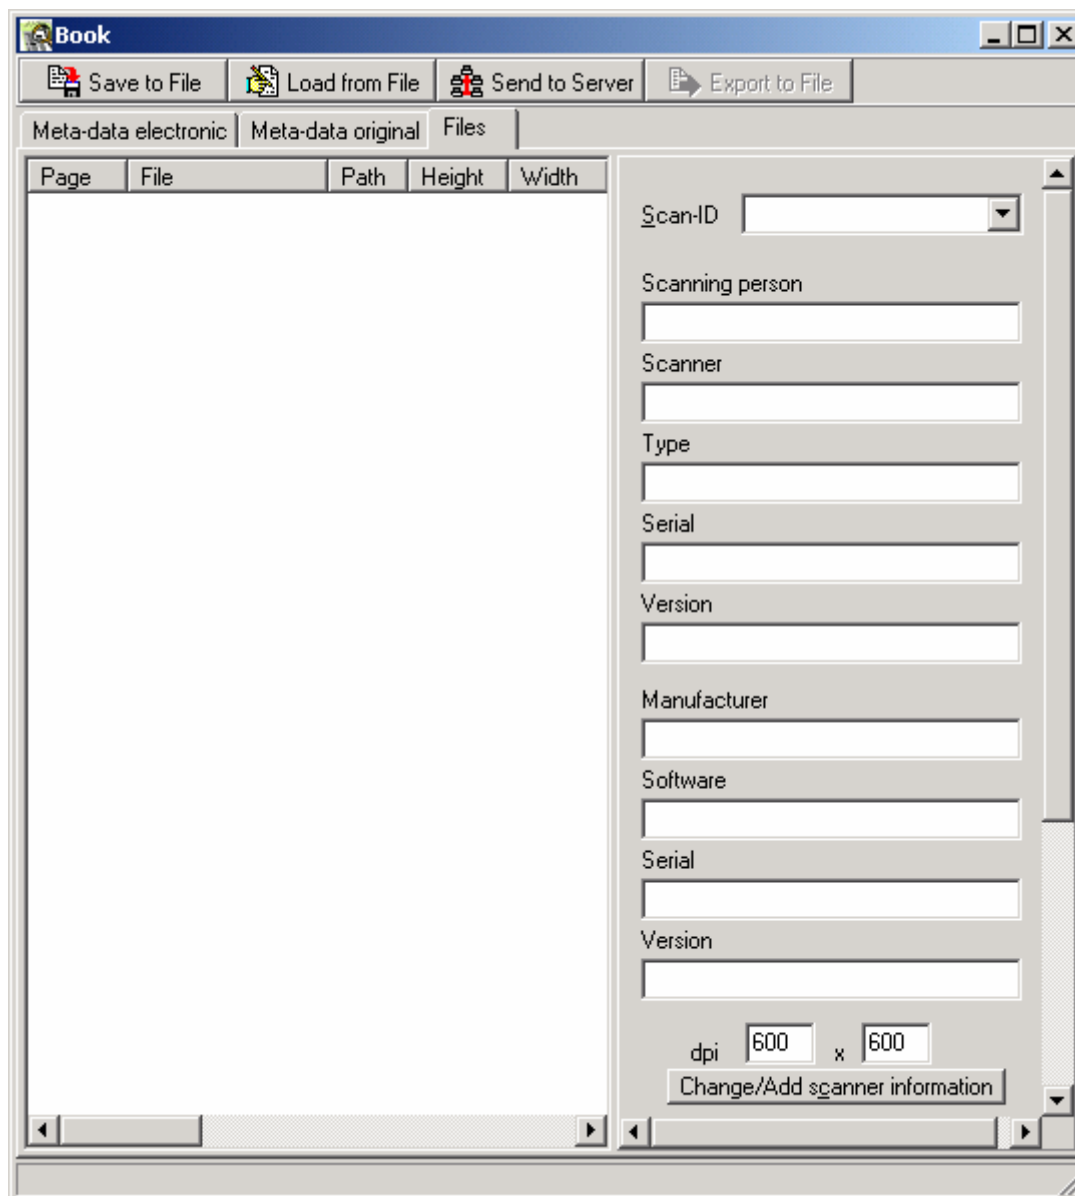 Book
Save to File Load from File Send to Server Export to File
Meta-data electronic Meta-data original Files
Page File Path Height Width
Scan-ID
Scanning person
Scanner
Type
Serial
Version
Manufacturer
Software
Serial
Version
dpi 600 x 600
Change/Add scanner information